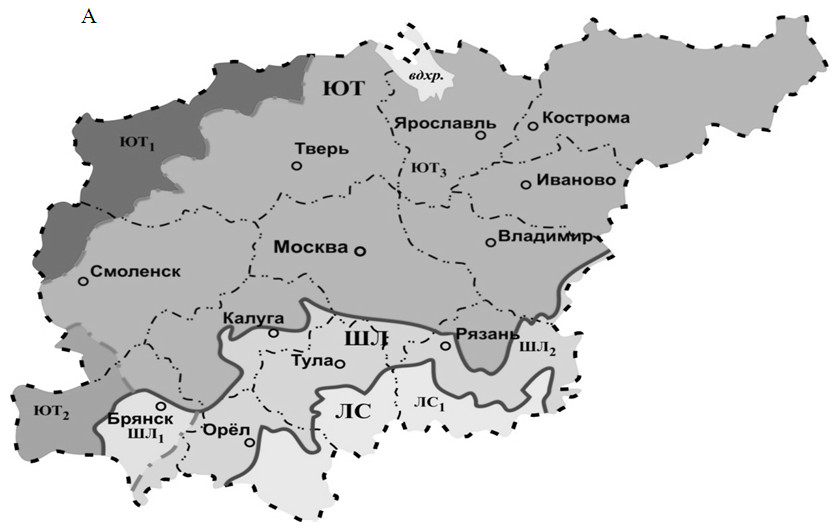 А
вдхр.
ЮТ
ЮТ1
Ярославль
Кострома
Тверь
ЮТ3
Иваново
Москва
Владимир
Смоленск
Калуга
ШЛ
Рязань
ШЛ2
Тула
ЮТ2
Брянск
ШЛ1
Орёл
ЛС
ЛС1